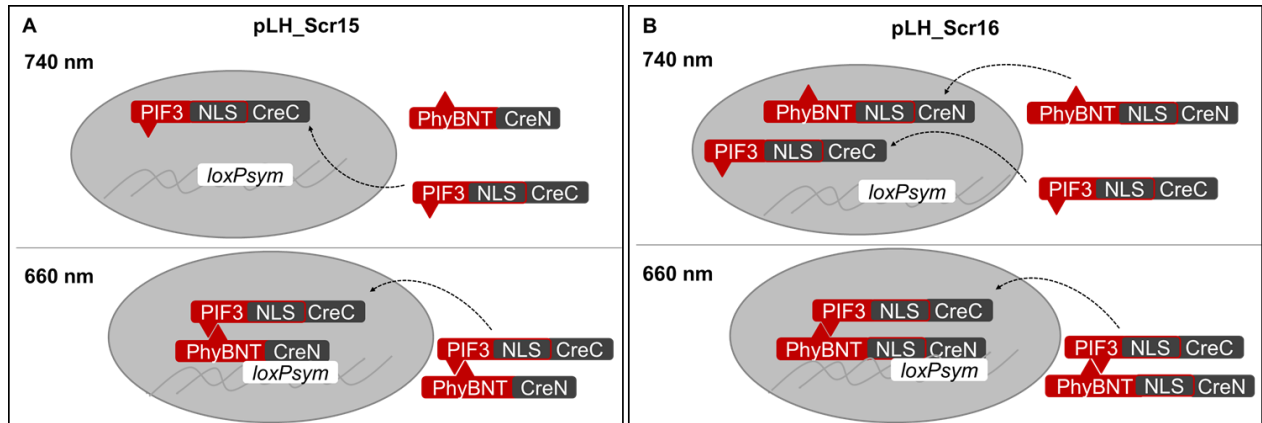 A
pLH_Scr15
740 nm
PIF3 NLS CreC
PhyBNT CreN
loxPsym
PIF3 NLS CreC
660 nm
PIF3 NLS CreC
PhyBNT CreN
loxPsym
PIF3 NLS CreC
PhyBNT CreN
B
pLH_Scr16
740 nm
PhyBNT NLS CreN
PhyBNT NLS CreN
PIF3 NLS CreC
loxPsym
PIF3 NLS CreC
660 nm
PIF3 NLS CreC
PhyBNT NLS CreN
loxPsym
PIF3 NLS CreC
PhyBNT NLS CreN